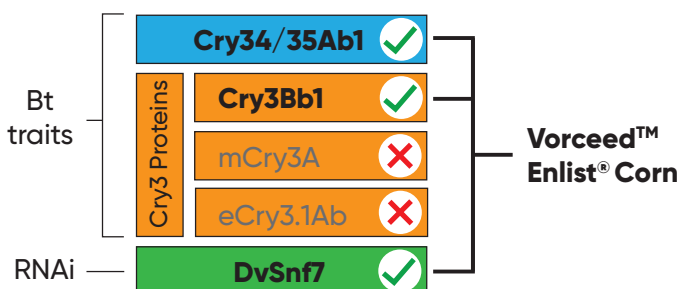 Cry34/35Ab1
Bt
traits
Cry3 Proteins
Cry3Bb1
mCry3A
eCry3.1Ab
Vorceed™
Enlist® Corn
RNAi
DvSnf7